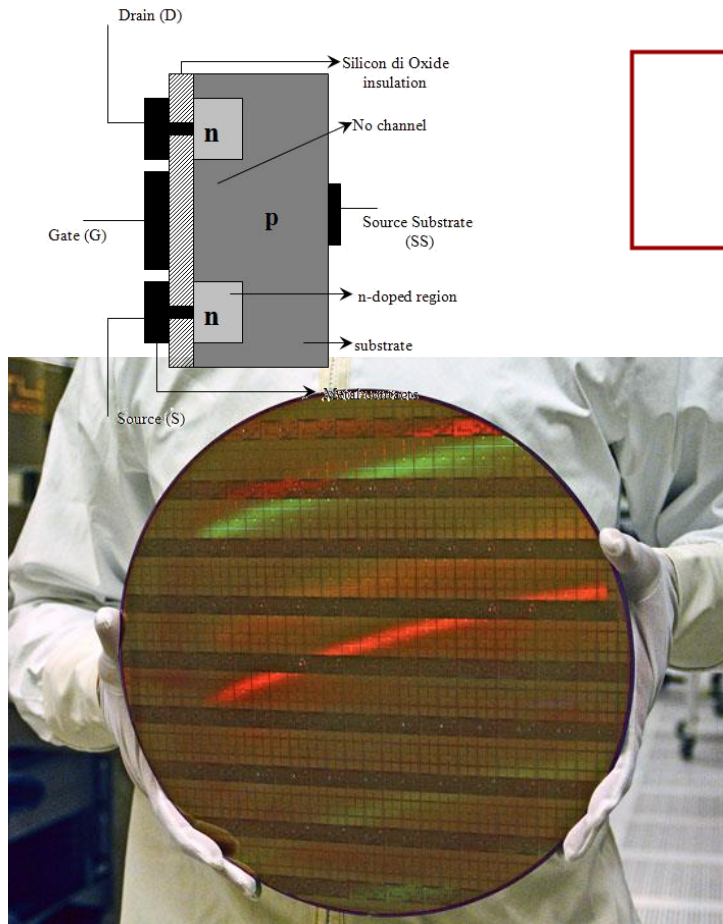 Drain (D)
Silicon di Oxide
insulation
n
No channel
p
Gate (G)
Source Substrate
(SS)
n
n-doped region
substrate
Source (S)